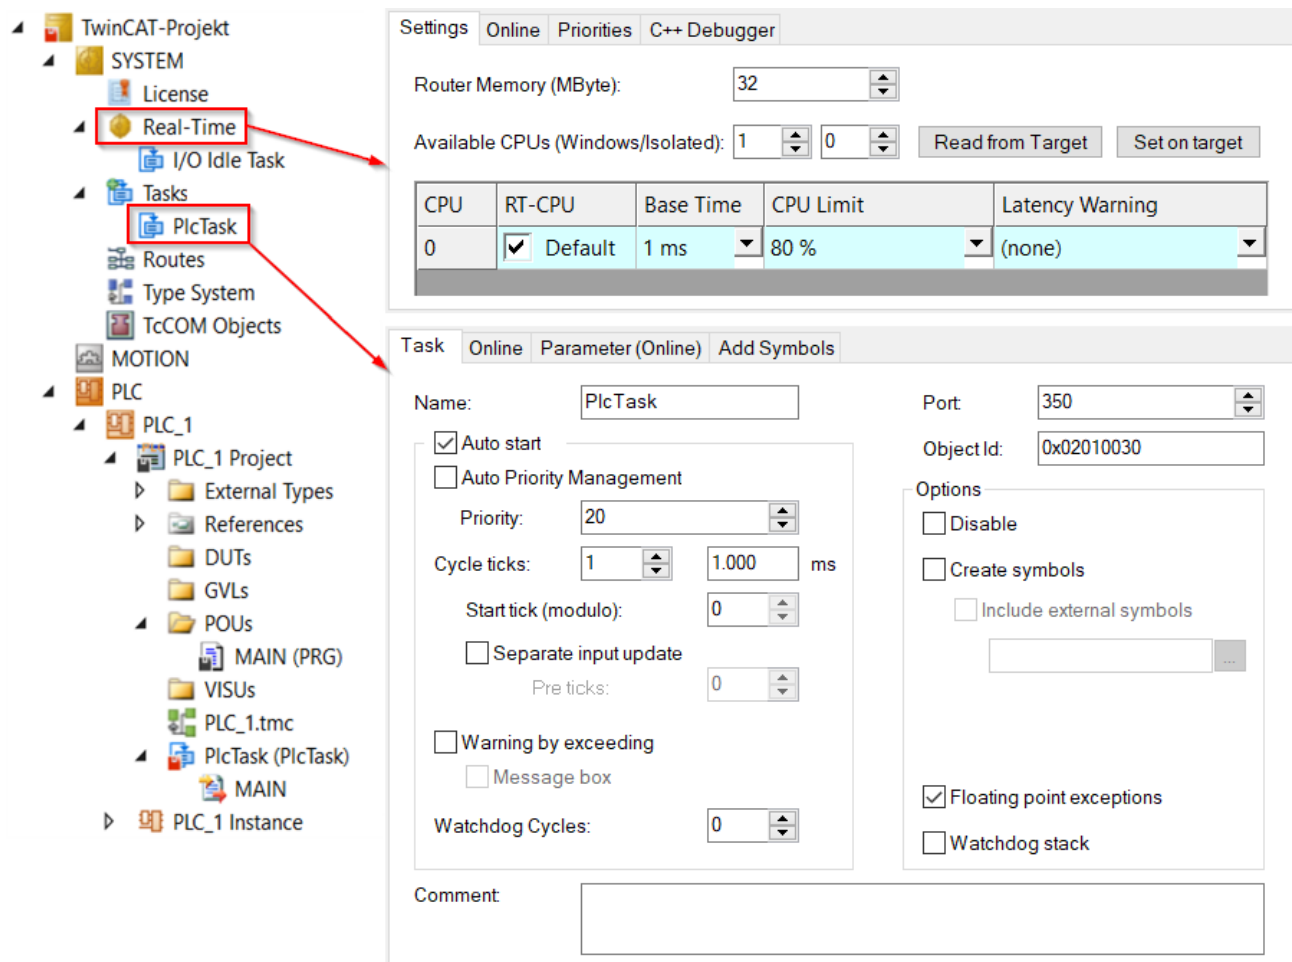 TwinCAT-Projekt
SYSTEM
License
Real-Time
I/O Idle Task
Tasks
PlcTask
Routes
Type System
TcCOM Objects
MOTION
PLC
PLC_1
PLC_1 Project
External Types
References
DUTs
GVLs
POUs
MAIN (PRG)
VISUs
PLC_1.tmc
PlcTask (PlcTask)
MAIN
PLC_1 Instance
Settings Online Priorities C++ Debugger
Router Memory (MByte): 32
Available CPUs (Windows/Isolated): 1 0 Read from Target Set on target
CPU RT-CPU Base Time CPU Limit Latency Warning
0 Default 1 ms 80 % (none)
Task Online Parameter (Online) Add Symbols
Name: PlcTask
Auto start
Auto Priority Management
Priority: 20
Cycle ticks: 1 1.000 ms
Start tick (modulo): 0
Separate input update
Pre ticks: 0
Warning by exceeding
Message box
Watchdog Cycles: 0
Port: 350
Object Id: 0x02010030
Options
Disable
Create symbols
Include external symbols
...
Floating point exceptions
Watchdog stack
Comment: